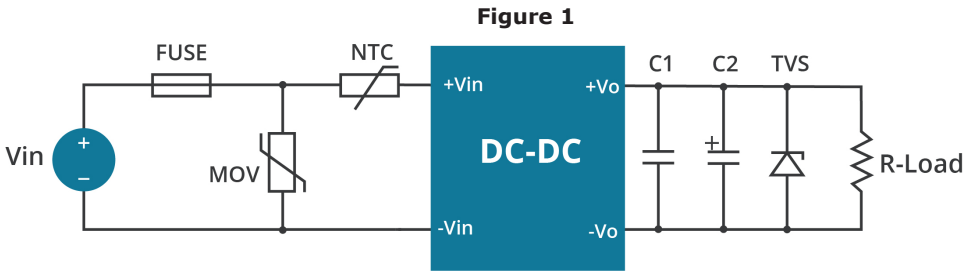 Figure 1
FUSE
NTC
C1
C2
TVS
+Vin
+Vo
+
+
Vin
DC-DC
R-Load
MOV
−
-Vin
-Vo